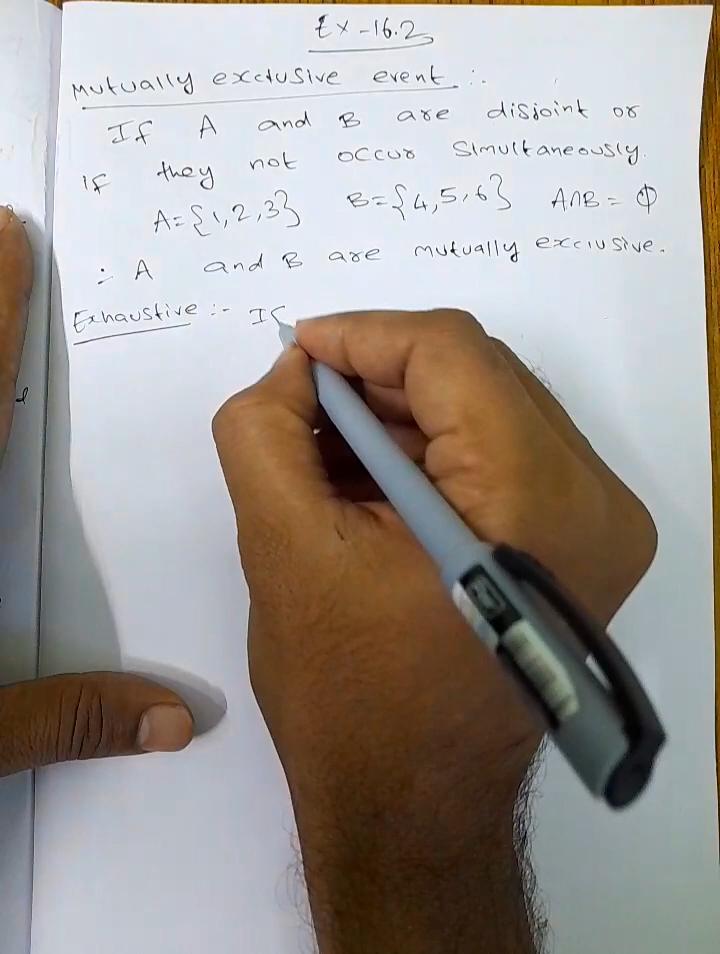 Ex-16.2
Mutually exclusive event :-
If A and B are disjoint or
if they not occur simultaneously.
A={1,2,3} B={4,5,6} A∩B = Φ
∴ A and B are mutually exclusive.
Exhaustive :- If